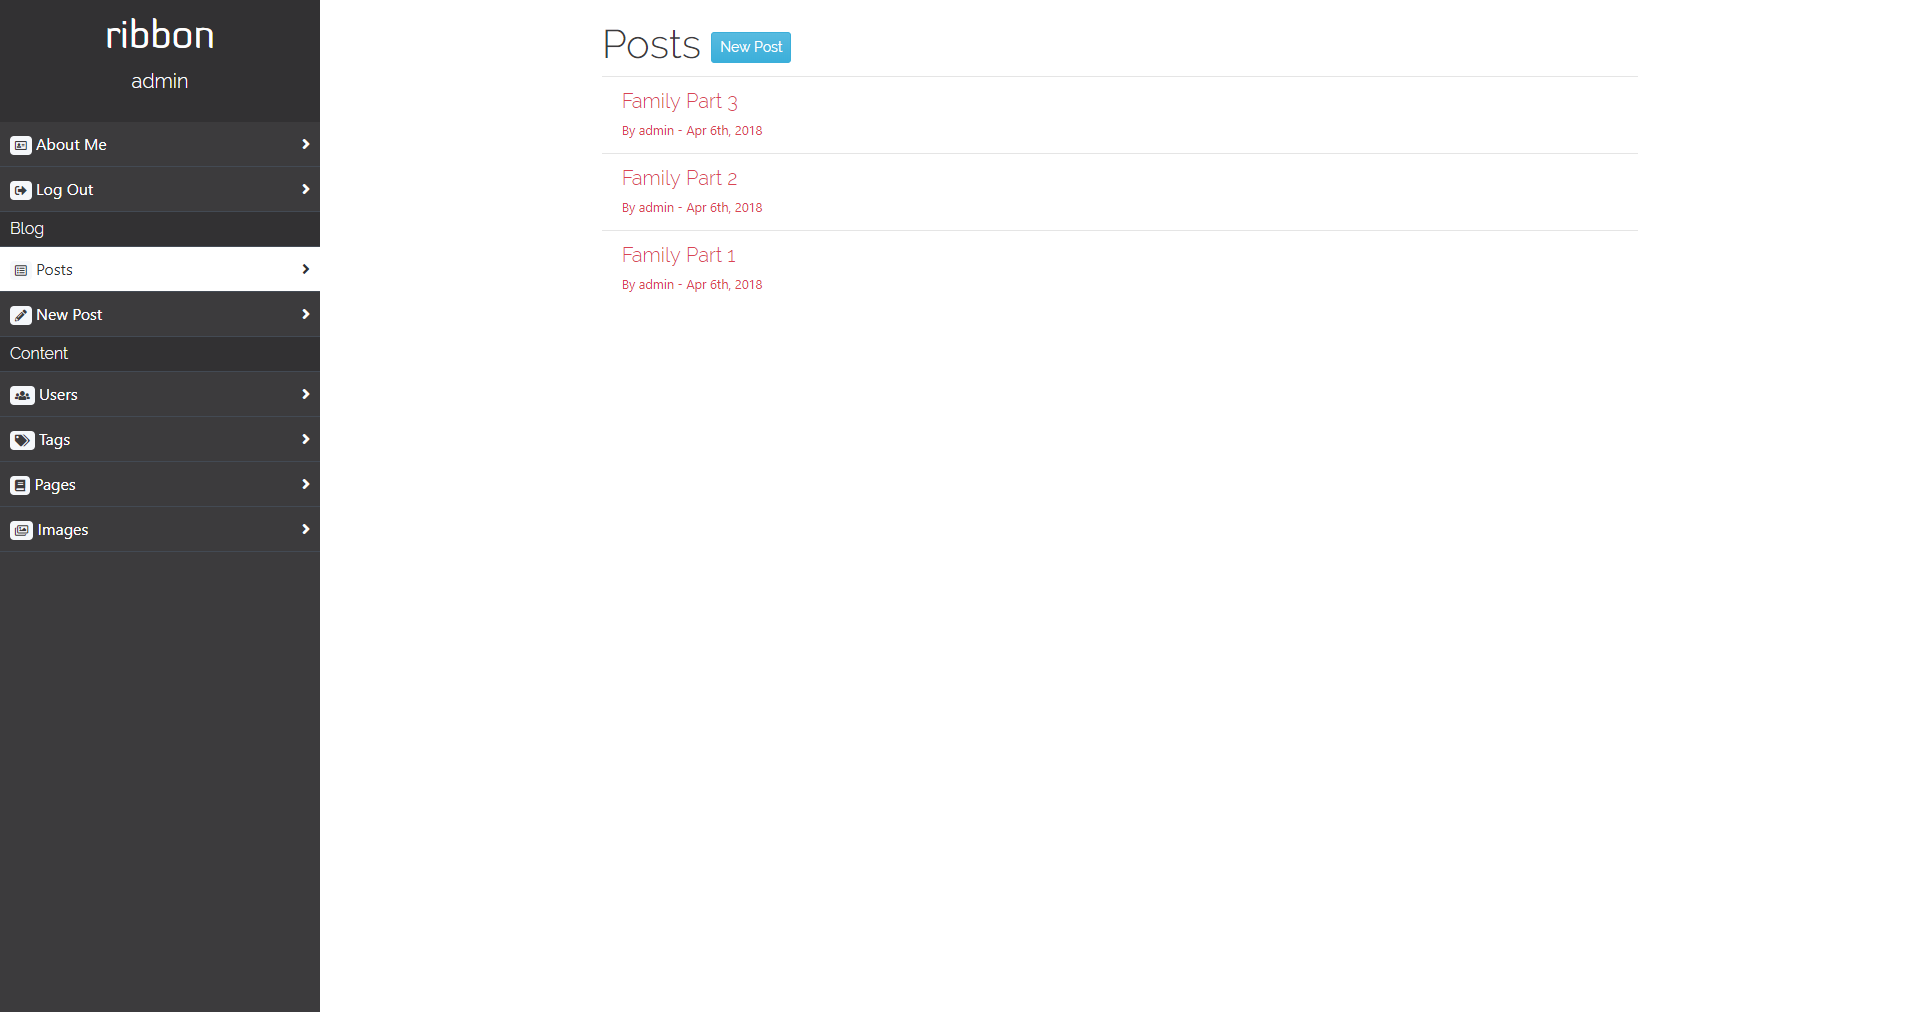 ribbon
admin
About Me
Log Out
Blog
Posts
New Post
Content
Users
Tags
Pages
Images
Posts New Post
Family Part 3
By admin - Apr 6th, 2018
Family Part 2
By admin - Apr 6th, 2018
Family Part 1
By admin - Apr 6th, 2018